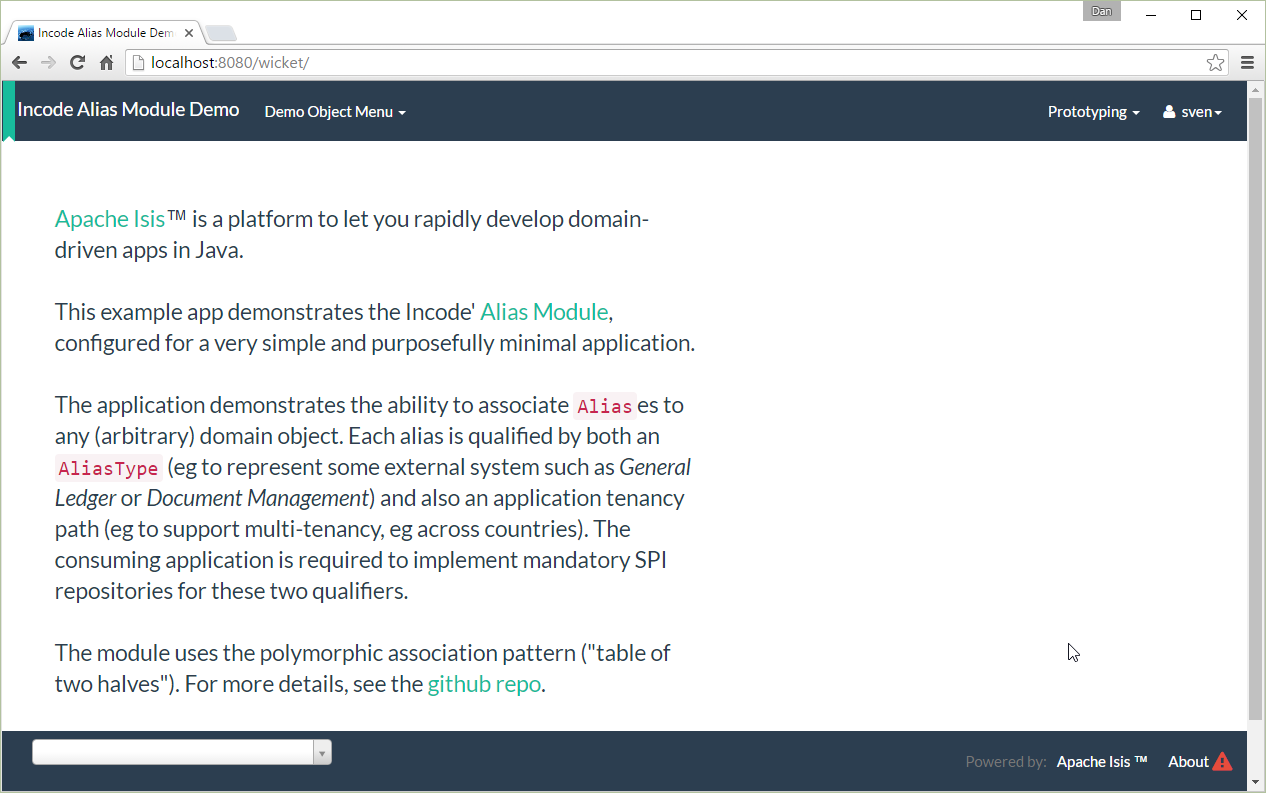 Dan
Incode Alias Module Dem
localhost:8080/wicket/
Incode Alias Module Demo Demo Object Menu Prototyping sven
Apache Isis™ is a platform to let you rapidly develop domain-
driven apps in Java.
This example app demonstrates the Incode' Alias Module,
configured for a very simple and purposefully minimal application.
The application demonstrates the ability to associate Aliases to
any (arbitrary) domain object. Each alias is qualified by both an
AliasType (eg to represent some external system such as General
Ledger or Document Management) and also an application tenancy
path (eg to support multi-tenancy, eg across countries). The
consuming application is required to implement mandatory SPI
repositories for these two qualifiers.
The module uses the polymorphic association pattern ("table of
two halves"). For more details, see the github repo.
Powered by: Apache Isis ™ About